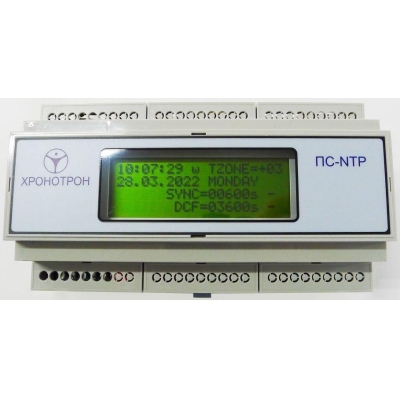 ХРОНОТРОН
ПС-NTP
10:07:29 w TZONE=+03
28.03.2022 MONDAY
SYNC=00600s -
DCF=03600s -